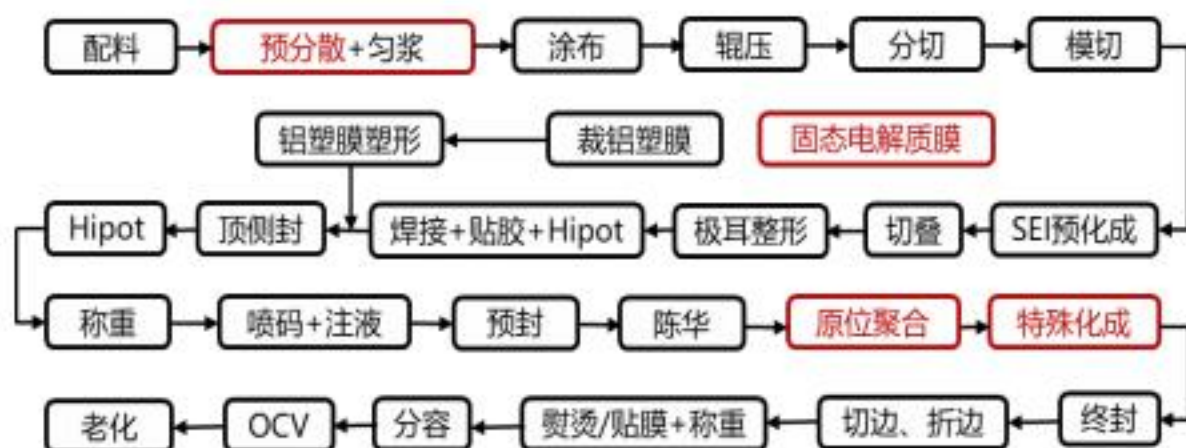 配料
预分散+匀浆
涂布
辊压
分切
模切
铝塑膜塑形
裁铝塑膜
固态电解质膜
Hipot
顶侧封
焊接+贴胶+Hipot
极耳整形
切叠
SEI预化成
称重
喷码+注液
预封
陈华
原位聚合
特殊化成
老化
OCV
分容
熨烫/贴膜+称重
切边、折边
终封